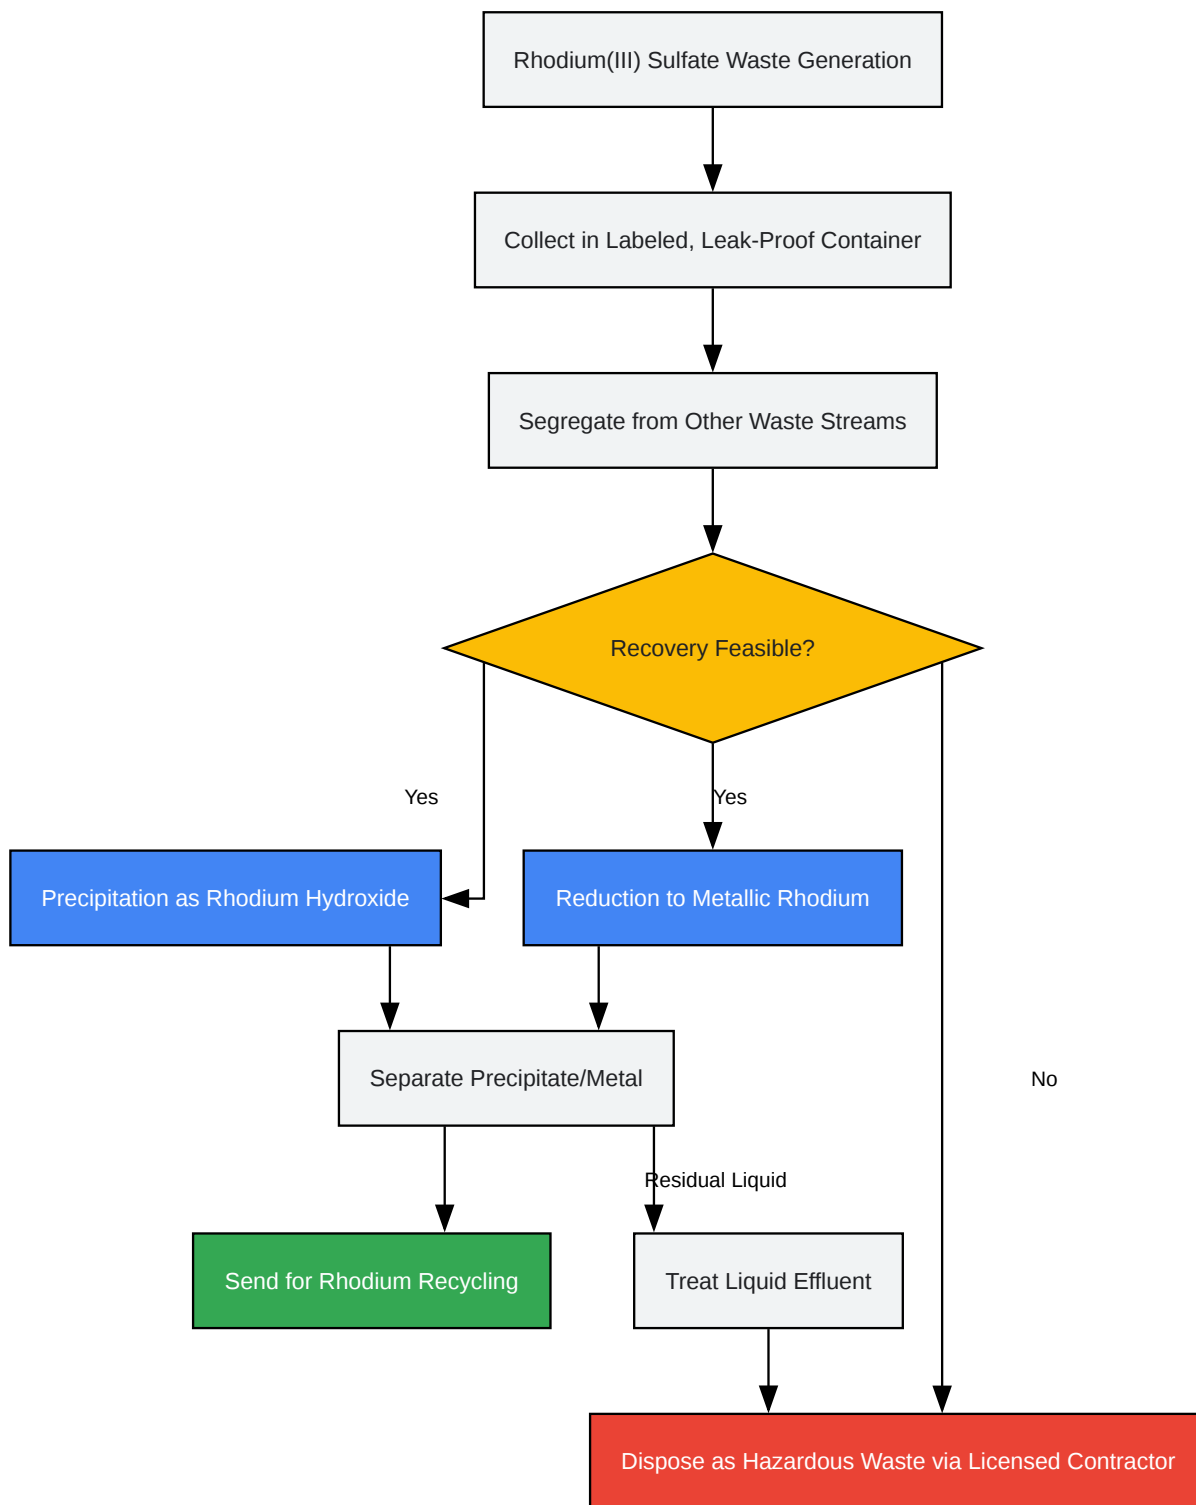 Rhodium(III) Sulfate Waste Generation
Collect in Labeled, Leak-Proof Container
Segregate from Other Waste Streams
Recovery Feasible?
Yes
Yes
Precipitation as Rhodium Hydroxide
Reduction to Metallic Rhodium
Separate Precipitate/Metal
No
Residual Liquid
Send for Rhodium Recycling
Treat Liquid Effluent
Dispose as Hazardous Waste via Licensed Contractor